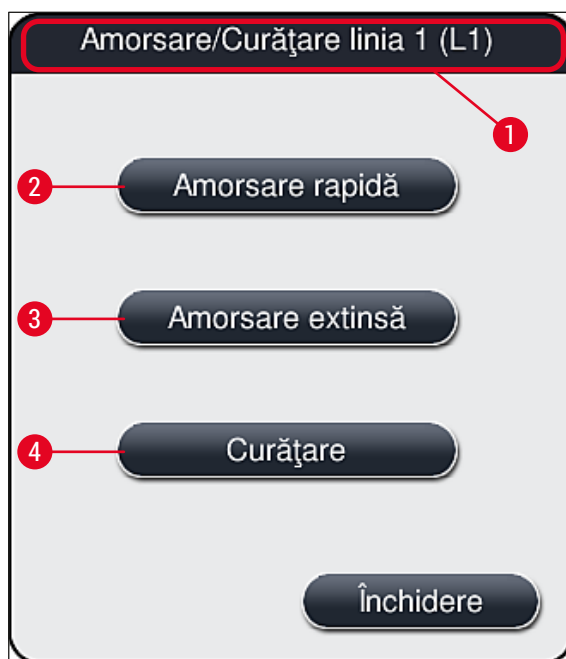 Amorsare/Curăţare linia 1 (L1)
1
2 Amorsare rapidă
3 Amorsare extinsă
4 Curăţare
Închidere